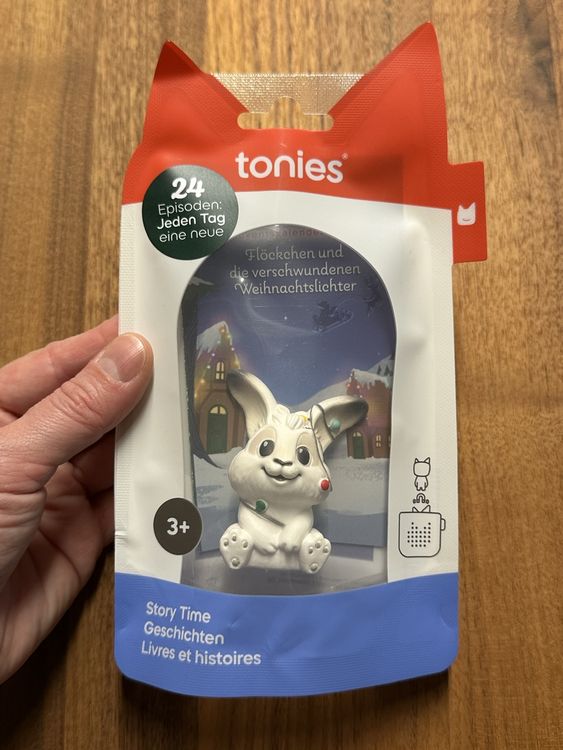 tonies®
24
Episoden:
Jeden Tag
eine neue
Flöckchen und
die verschwundenen
Weihnachtslichter
3+
Story Time
Geschichten
Livres et histoires